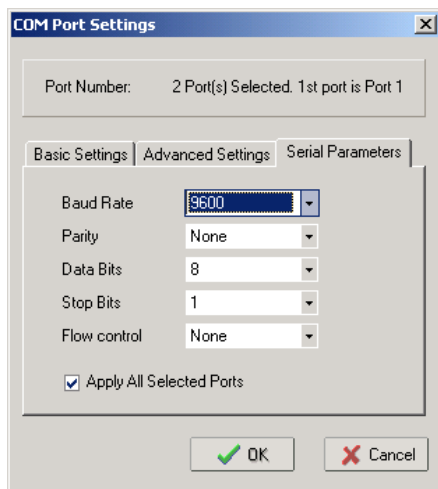 COM Port Settings
Port Number: 2 Port(s) Selected. 1st port is Port 1
Basic Settings Advanced Settings Serial Parameters
Baud Rate 9600
Parity None
Data Bits 8
Stop Bits 1
Flow control None
Apply All Selected Ports
OK Cancel